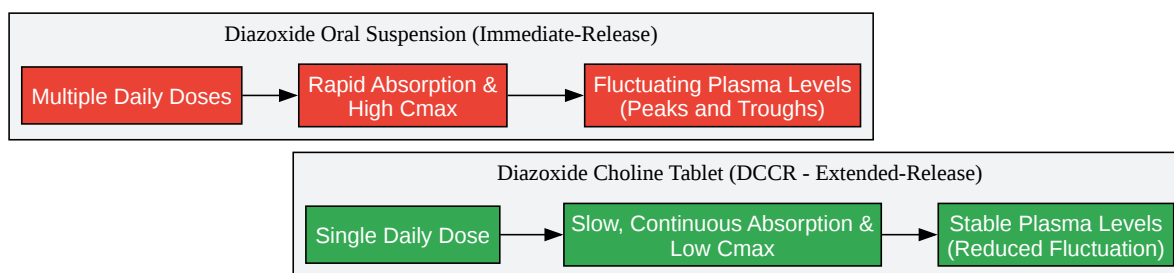 Diazoxide Oral Suspension (Immediate-Release)
Multiple Daily Doses
Rapid Absorption &
High Cmax
Fluctuating Plasma Levels
(Peaks and Troughs)
Diazoxide Choline Tablet (DCCR - Extended-Release)
Single Daily Dose
Slow, Continuous Absorption &
Low Cmax
Stable Plasma Levels
(Reduced Fluctuation)